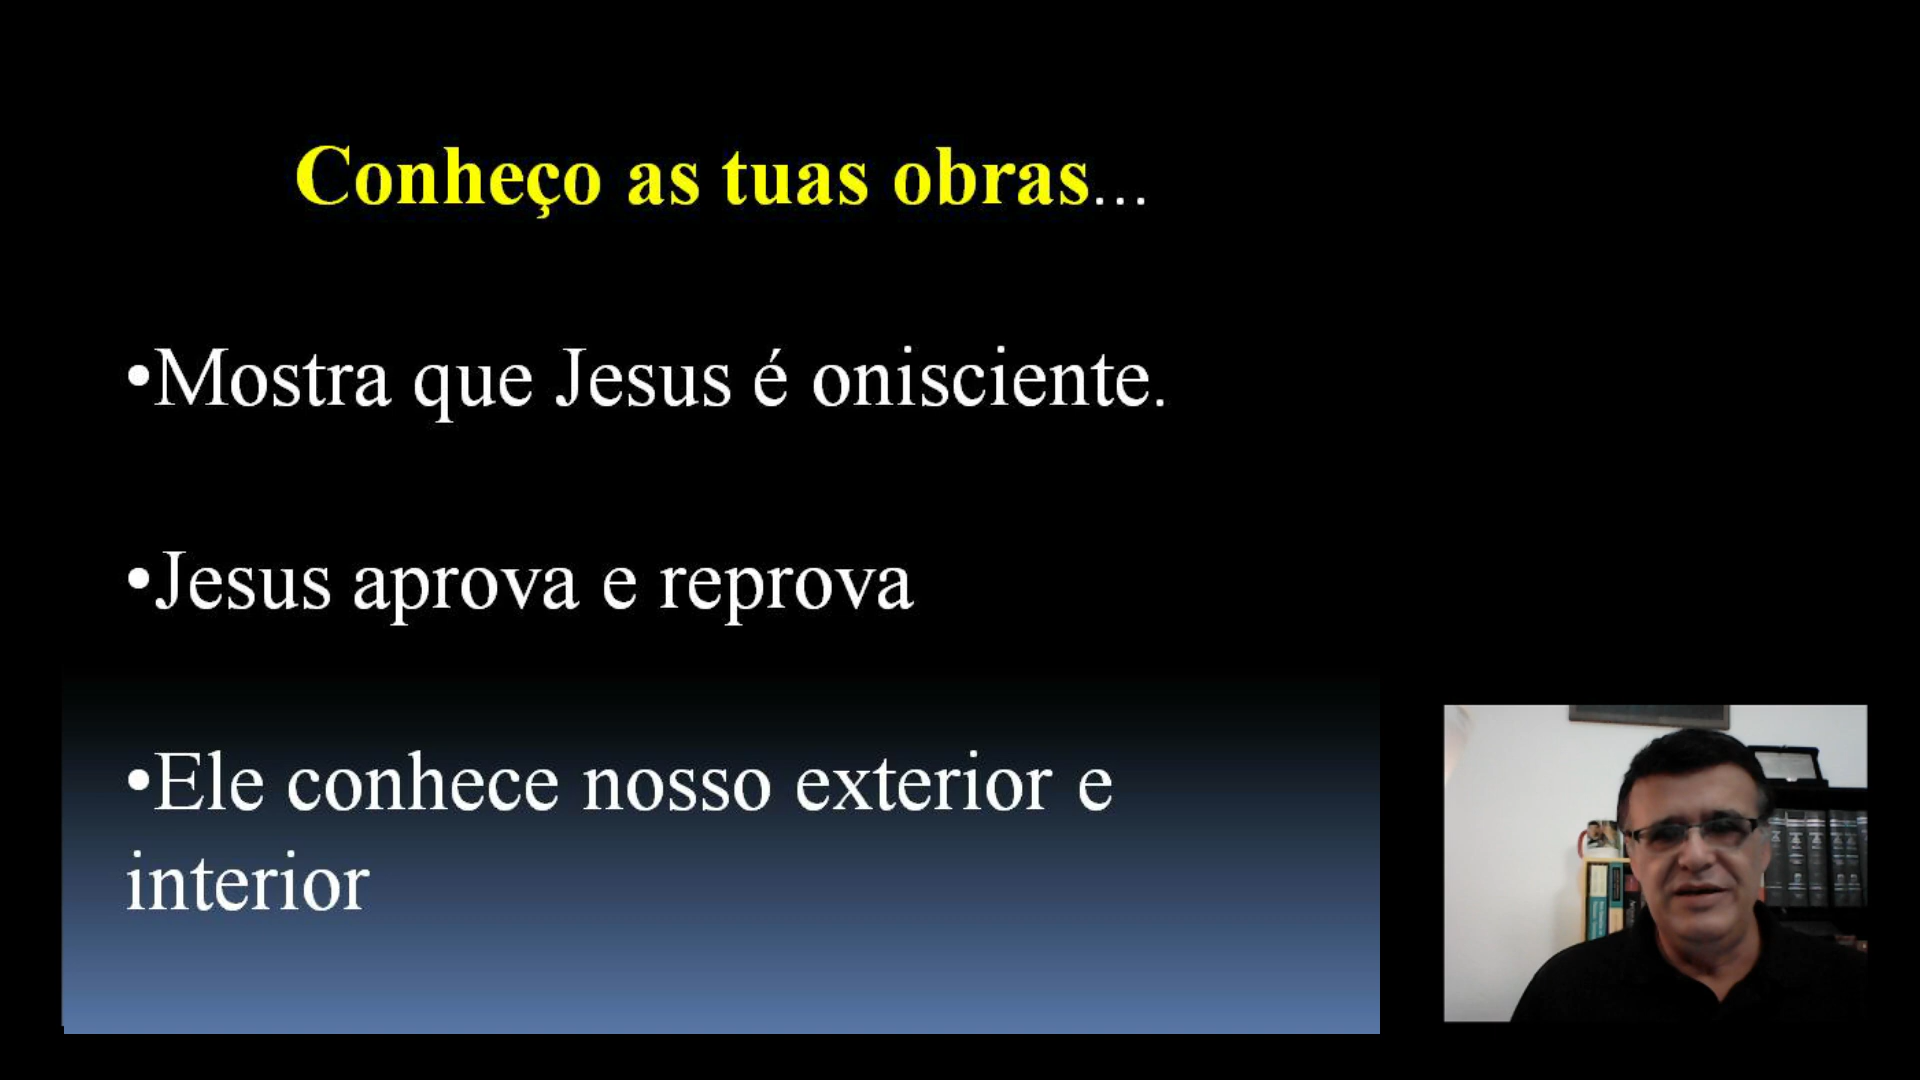 Conheço as tuas obras...
•Mostra que Jesus é onisciente.
•Jesus aprova e reprova
•Ele conhece nosso exterior e
interior